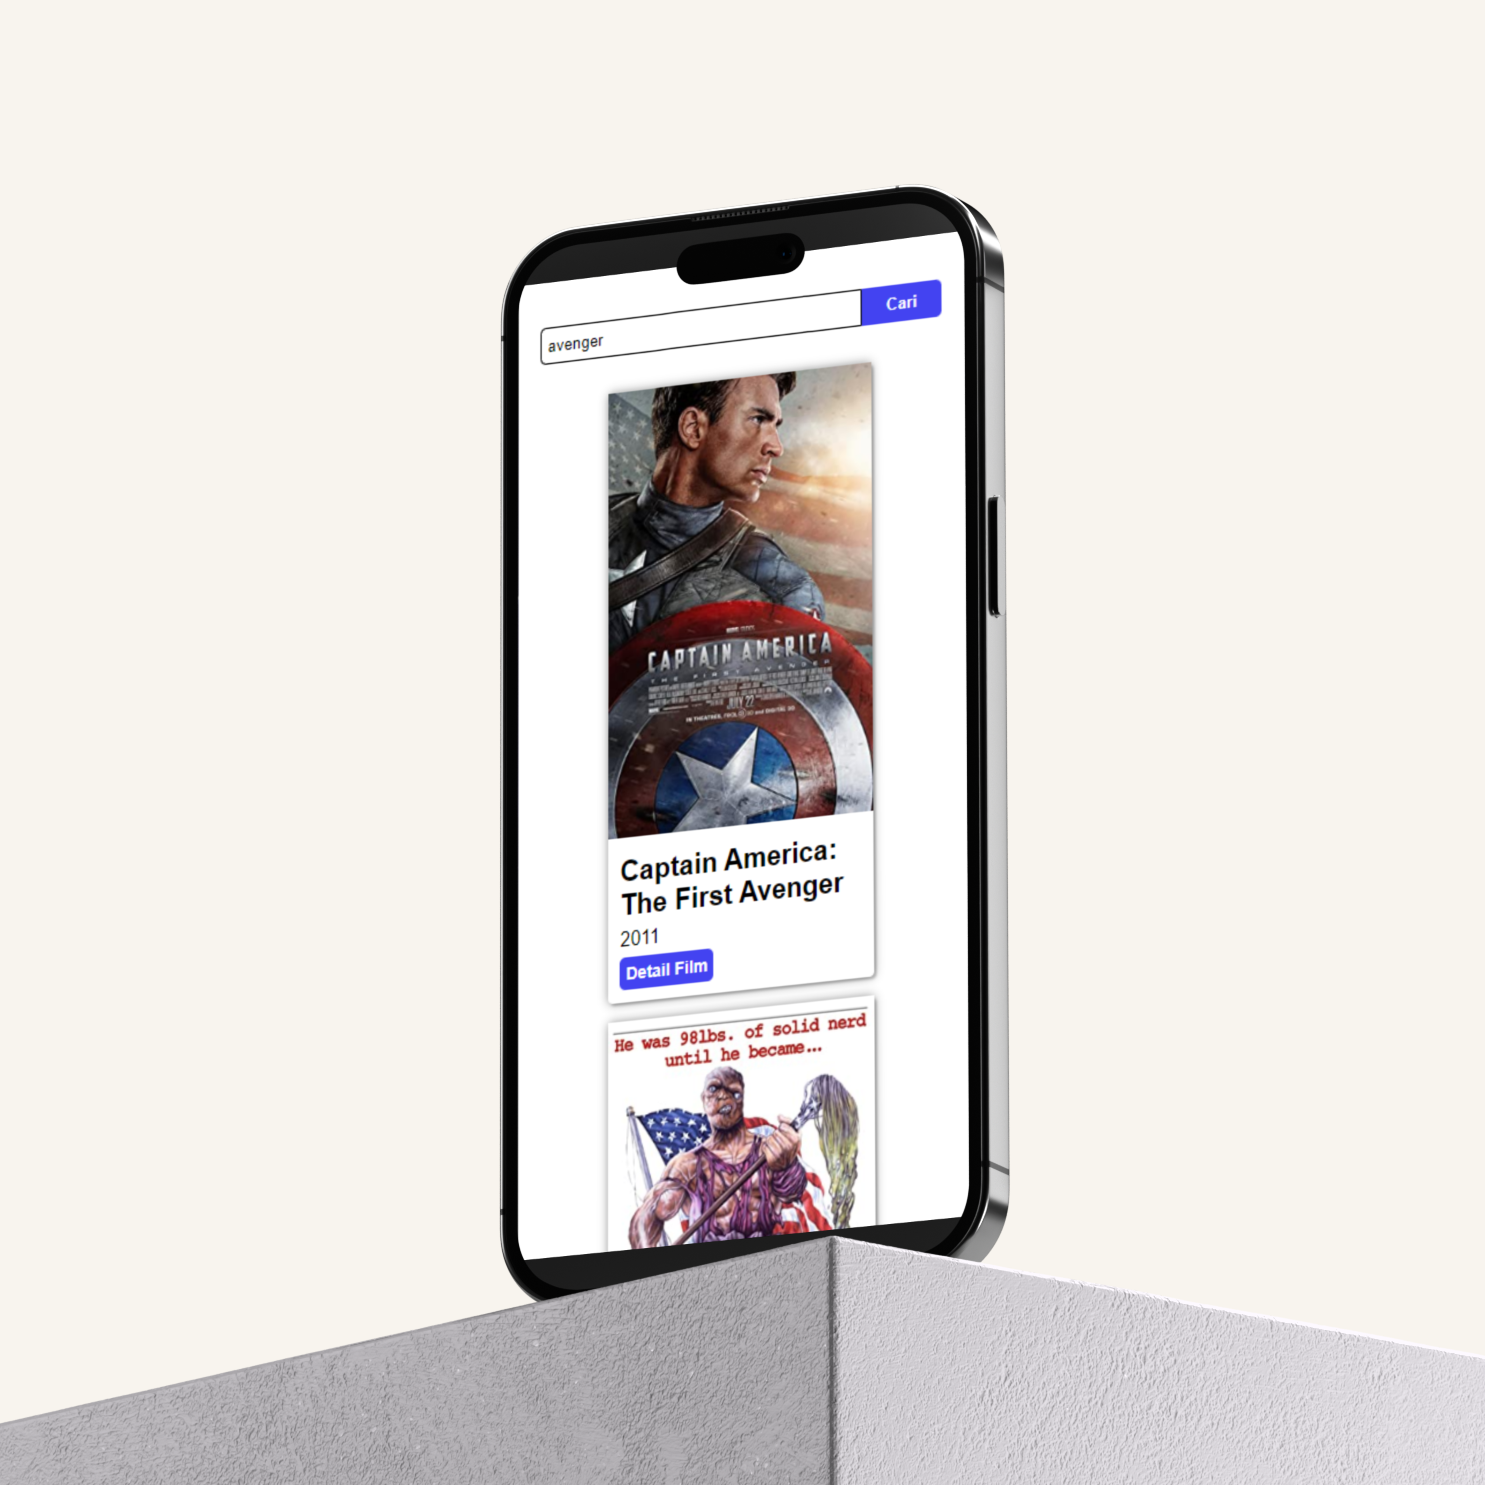 avenger
Cari
CAPTAIN AMERICA
THE FIRST AVENGER
JULY 22
Captain America:
The First Avenger
2011
Detail Film
He was 98lbs. of solid nerd
until he became...